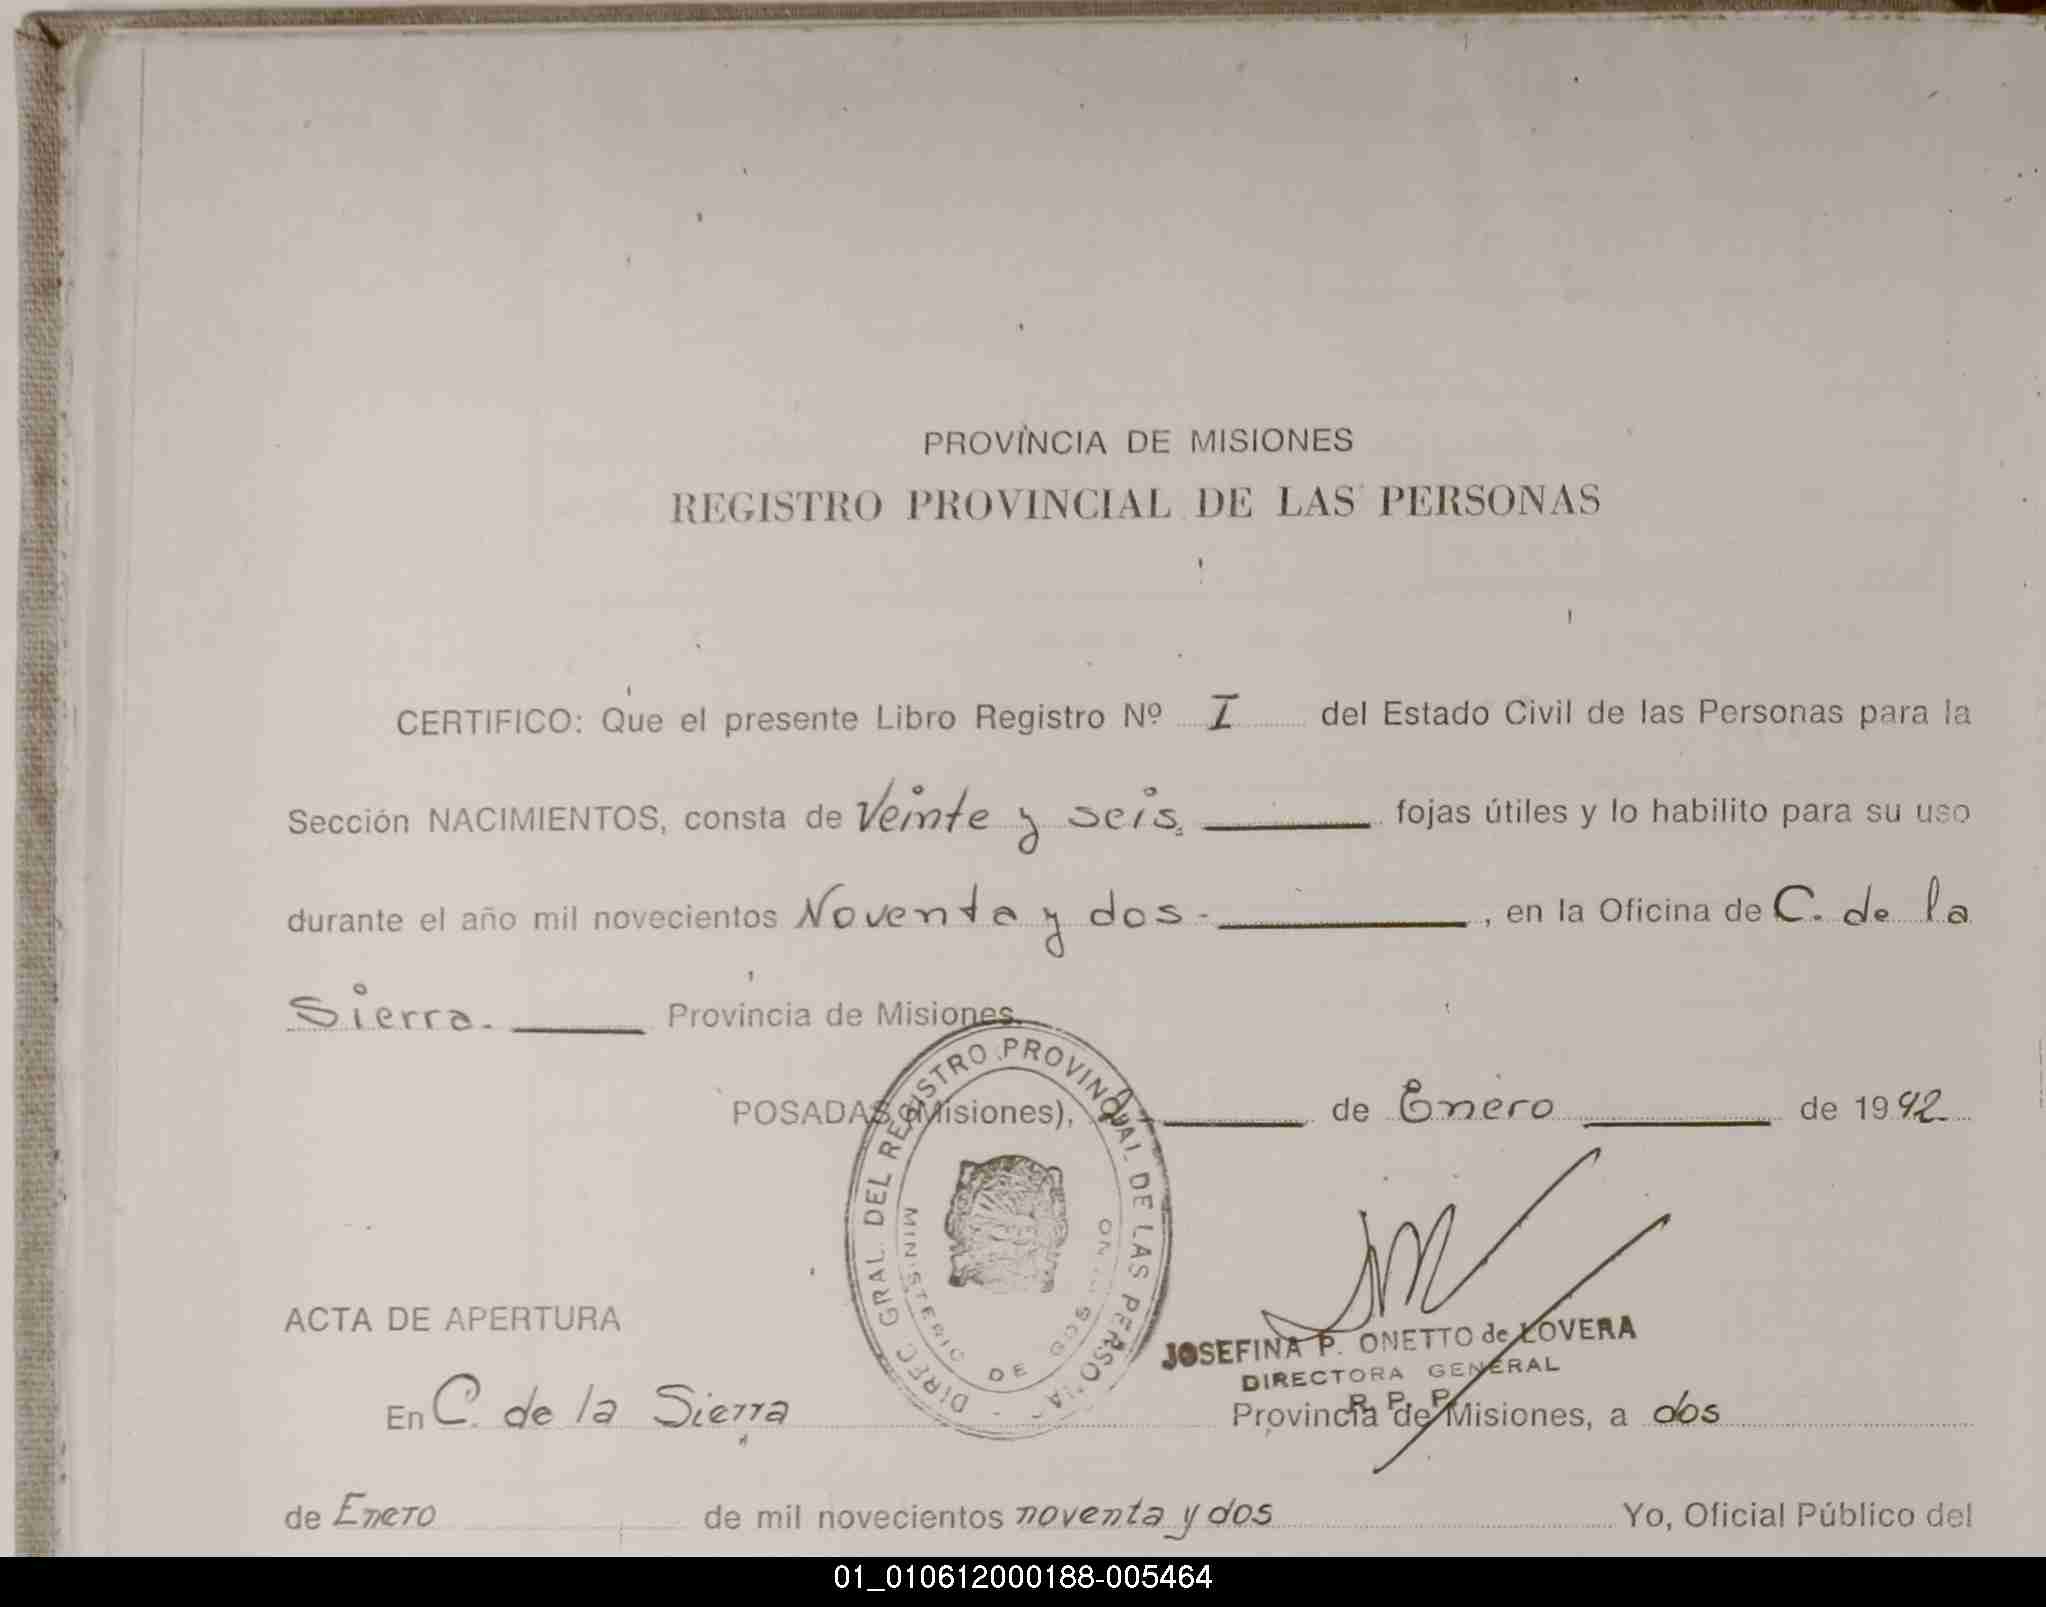 PROVINCIA DE MISIONES
REGISTRO PROVINCIAL DE LAS PERSONAS
CERTIFICO: Que el presente Libro Registro Nº I del Estado Civil de las Personas para la
Sección NACIMIENTOS, consta de Veinte y seis. fojas útiles y lo habilito para su uso
durante el año mil novecientos Noventa y dos - , en la Oficina de C. de la
Sierra. Provincia de Misiones.
POSADAS (Misiones), de Enero de 1992
DIREC. GRAL. DEL REGISTRO PROVINCIAL DE LAS PERSONAS
MINISTERIO DE GOBIERNO
ACTA DE APERTURA
JOSEFINA P. ONETTO de LOVERA
DIRECTORA GENERAL
R. P. P.
En C. de la Sierra Provincia de Misiones, a dos
de Enero de mil novecientos noventa y dos Yo, Oficial Público del
01_010612000188-005464